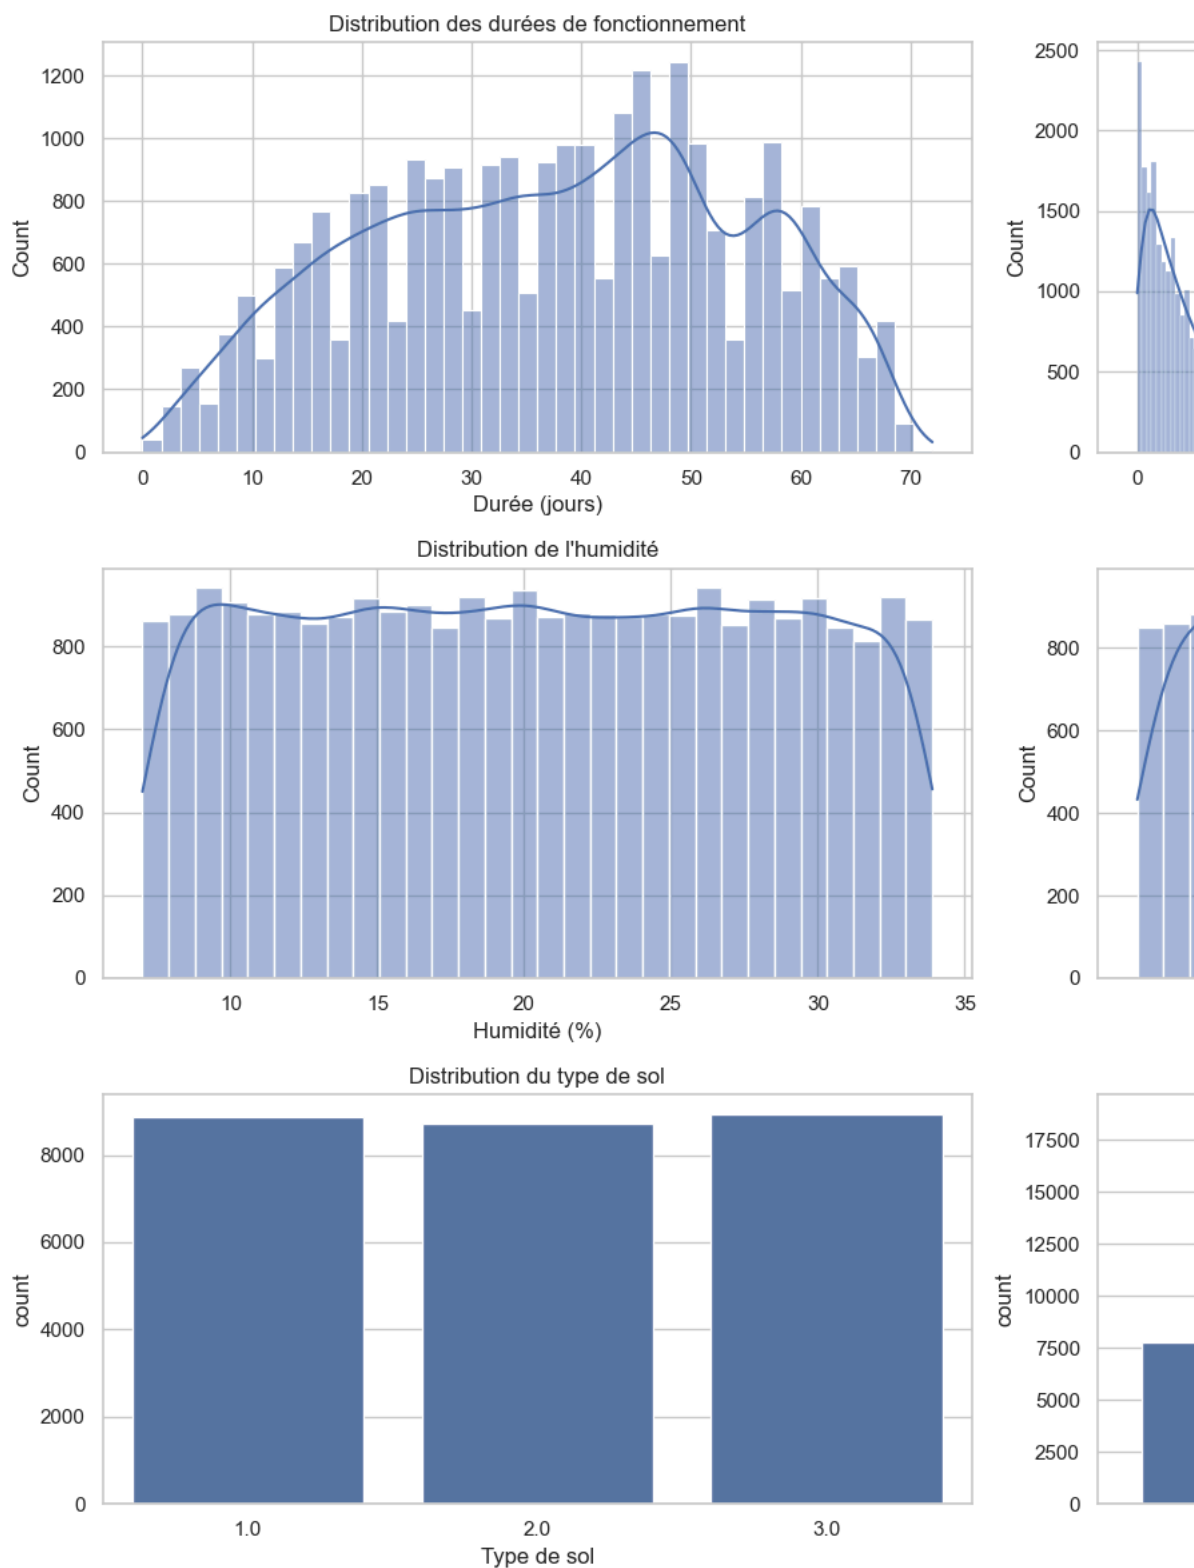 Distribution des durées de fonctionnement
1200
1000
800
600
400
200
0
Count
0 10 20 30 40 50 60 70
Durée (jours)
2500
2000
1500
1000
500
0
Count
0
Distribution de l'humidité
800
600
400
200
0
Count
10 15 20 25 30 35
Humidité (%)
800
600
400
200
0
Count
Distribution du type de sol
8000
6000
4000
2000
0
count
1.0 2.0 3.0
Type de sol
17500
15000
12500
10000
7500
5000
2500
0
count